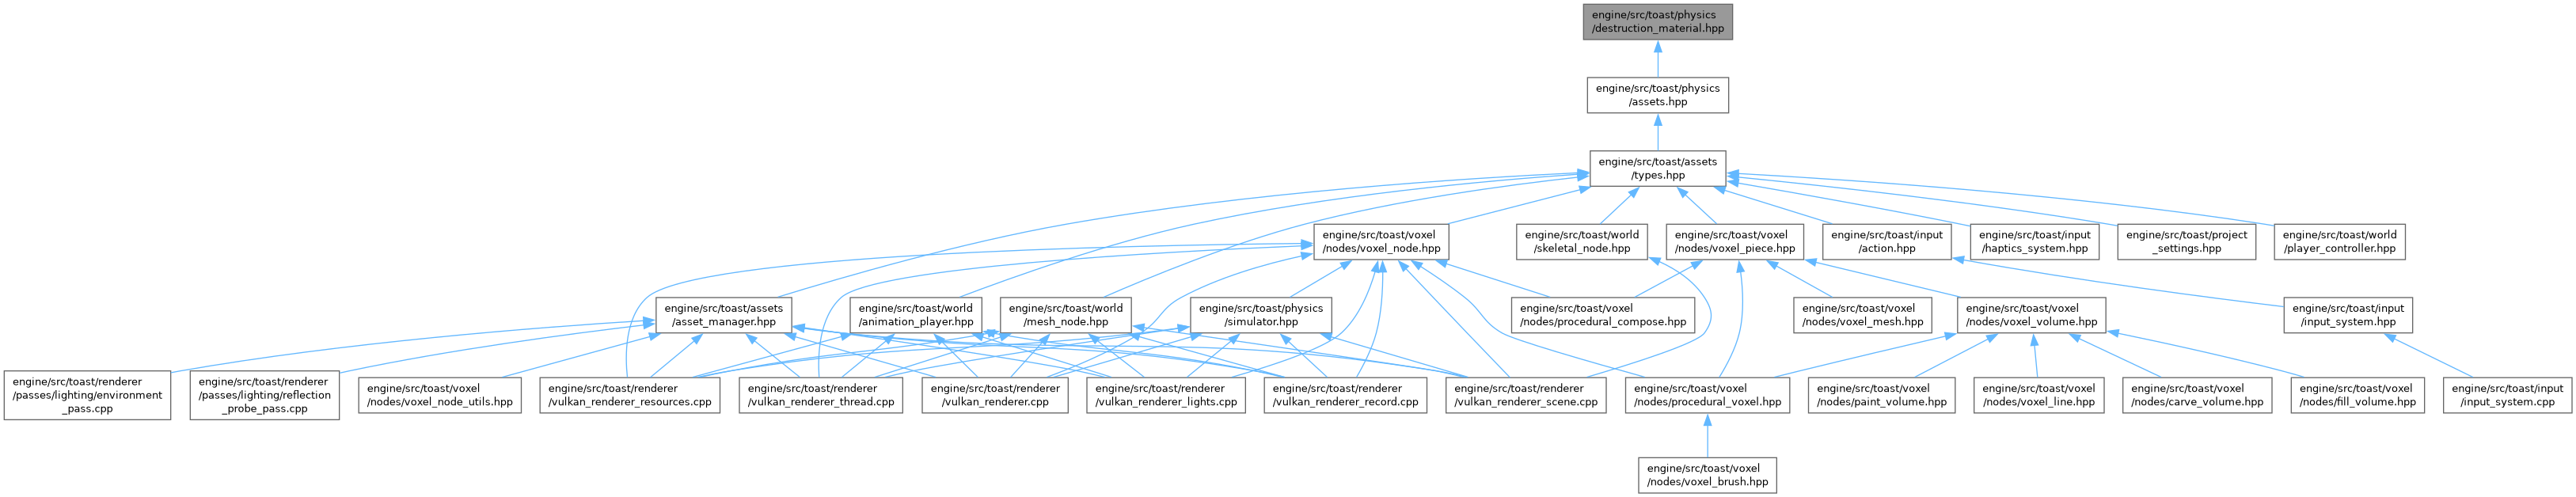 engine/src/toast/physics
/destruction_material.hpp
engine/src/toast/physics
/assets.hpp
engine/src/toast/assets
/types.hpp
engine/src/toast/voxel
/nodes/voxel_node.hpp
engine/src/toast/world
/skeletal_node.hpp
engine/src/toast/voxel
/nodes/voxel_piece.hpp
engine/src/toast/input
/action.hpp
engine/src/toast/input
/haptics_system.hpp
engine/src/toast/project
_settings.hpp
engine/src/toast/world
/player_controller.hpp
engine/src/toast/assets
/asset_manager.hpp
engine/src/toast/world
/animation_player.hpp
engine/src/toast/world
/mesh_node.hpp
engine/src/toast/physics
/simulator.hpp
engine/src/toast/voxel
/nodes/procedural_compose.hpp
engine/src/toast/voxel
/nodes/voxel_mesh.hpp
engine/src/toast/voxel
/nodes/voxel_volume.hpp
engine/src/toast/input
/input_system.hpp
engine/src/toast/renderer
/passes/lighting/environment
_pass.cpp
engine/src/toast/renderer
/passes/lighting/reflection
_probe_pass.cpp
engine/src/toast/voxel
/nodes/voxel_node_utils.hpp
engine/src/toast/renderer
/vulkan_renderer_resources.cpp
engine/src/toast/renderer
/vulkan_renderer_thread.cpp
engine/src/toast/renderer
/vulkan_renderer.cpp
engine/src/toast/renderer
/vulkan_renderer_lights.cpp
engine/src/toast/renderer
/vulkan_renderer_record.cpp
engine/src/toast/renderer
/vulkan_renderer_scene.cpp
engine/src/toast/voxel
/nodes/procedural_voxel.hpp
engine/src/toast/voxel
/nodes/paint_volume.hpp
engine/src/toast/voxel
/nodes/voxel_line.hpp
engine/src/toast/voxel
/nodes/carve_volume.hpp
engine/src/toast/voxel
/nodes/fill_volume.hpp
engine/src/toast/input
/input_system.cpp
engine/src/toast/voxel
/nodes/voxel_brush.hpp